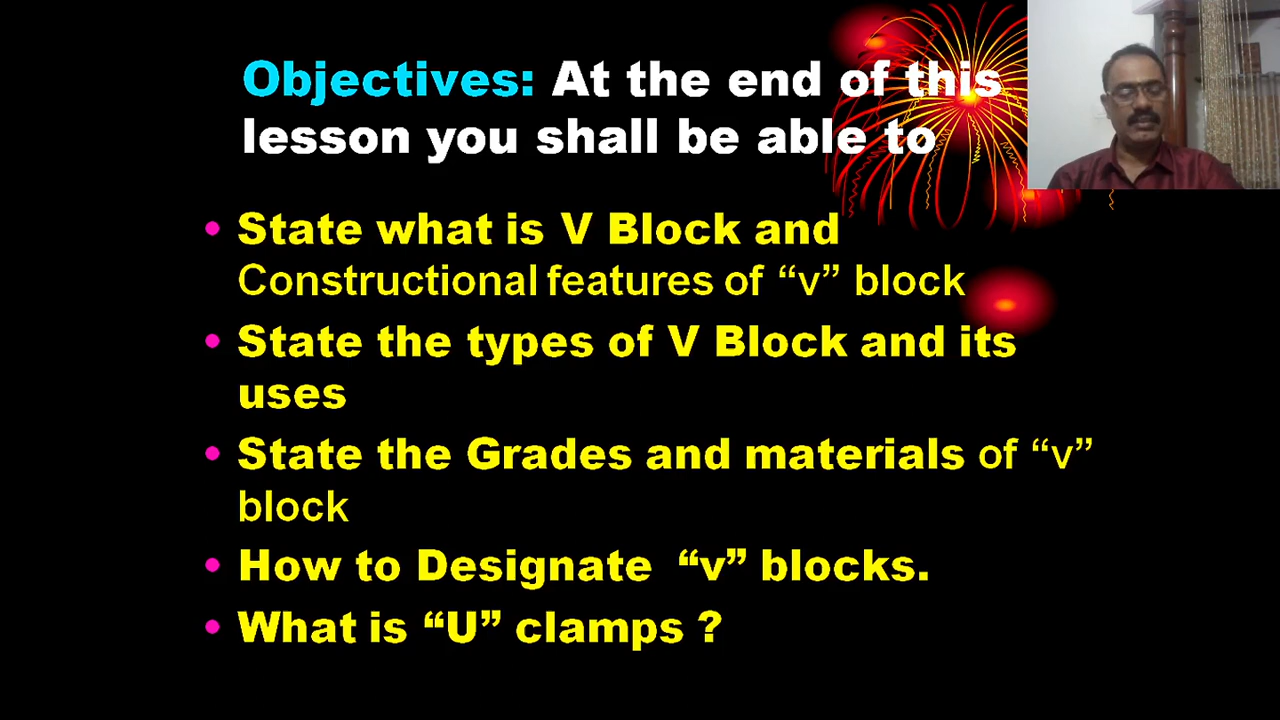 Objectives: At the end of this
lesson you shall be able to
• State what is V Block and
Constructional features of “v” block
• State the types of V Block and its
uses
• State the Grades and materials of “v”
block
• How to Designate “v” blocks.
• What is “U” clamps ?